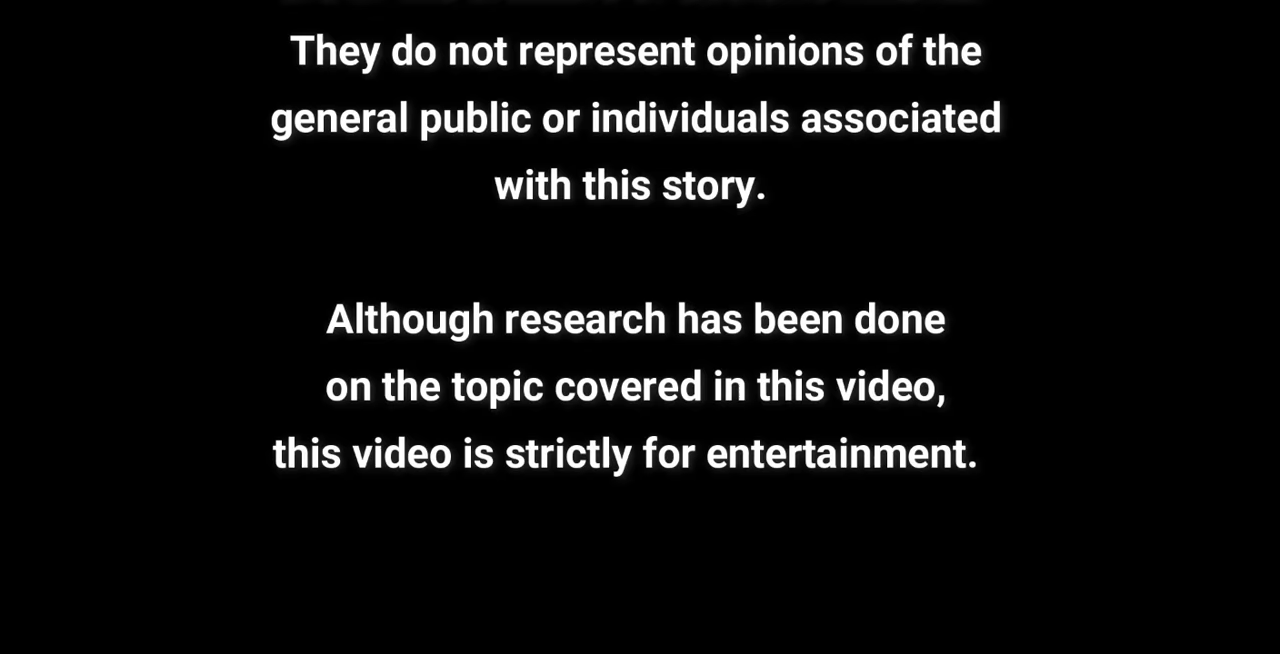 They do not represent opinions of the
general public or individuals associated
with this story.
Although research has been done
on the topic covered in this video,
this video is strictly for entertainment.